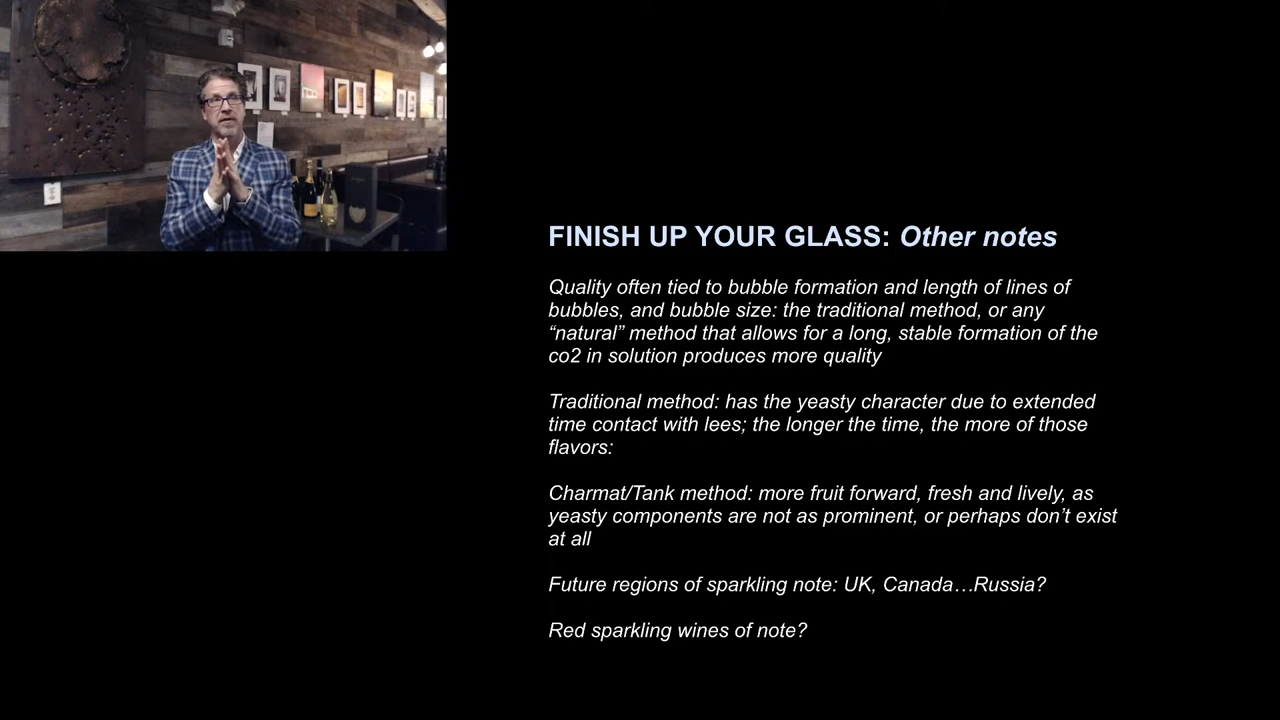 FINISH UP YOUR GLASS: Other notes
Quality often tied to bubble formation and length of lines of
bubbles, and bubble size: the traditional method, or any
“natural” method that allows for a long, stable formation of the
co2 in solution produces more quality
Traditional method: has the yeasty character due to extended
time contact with lees; the longer the time, the more of those
flavors:
Charmat/Tank method: more fruit forward, fresh and lively, as
yeasty components are not as prominent, or perhaps don’t exist
at all
Future regions of sparkling note: UK, Canada…Russia?
Red sparkling wines of note?